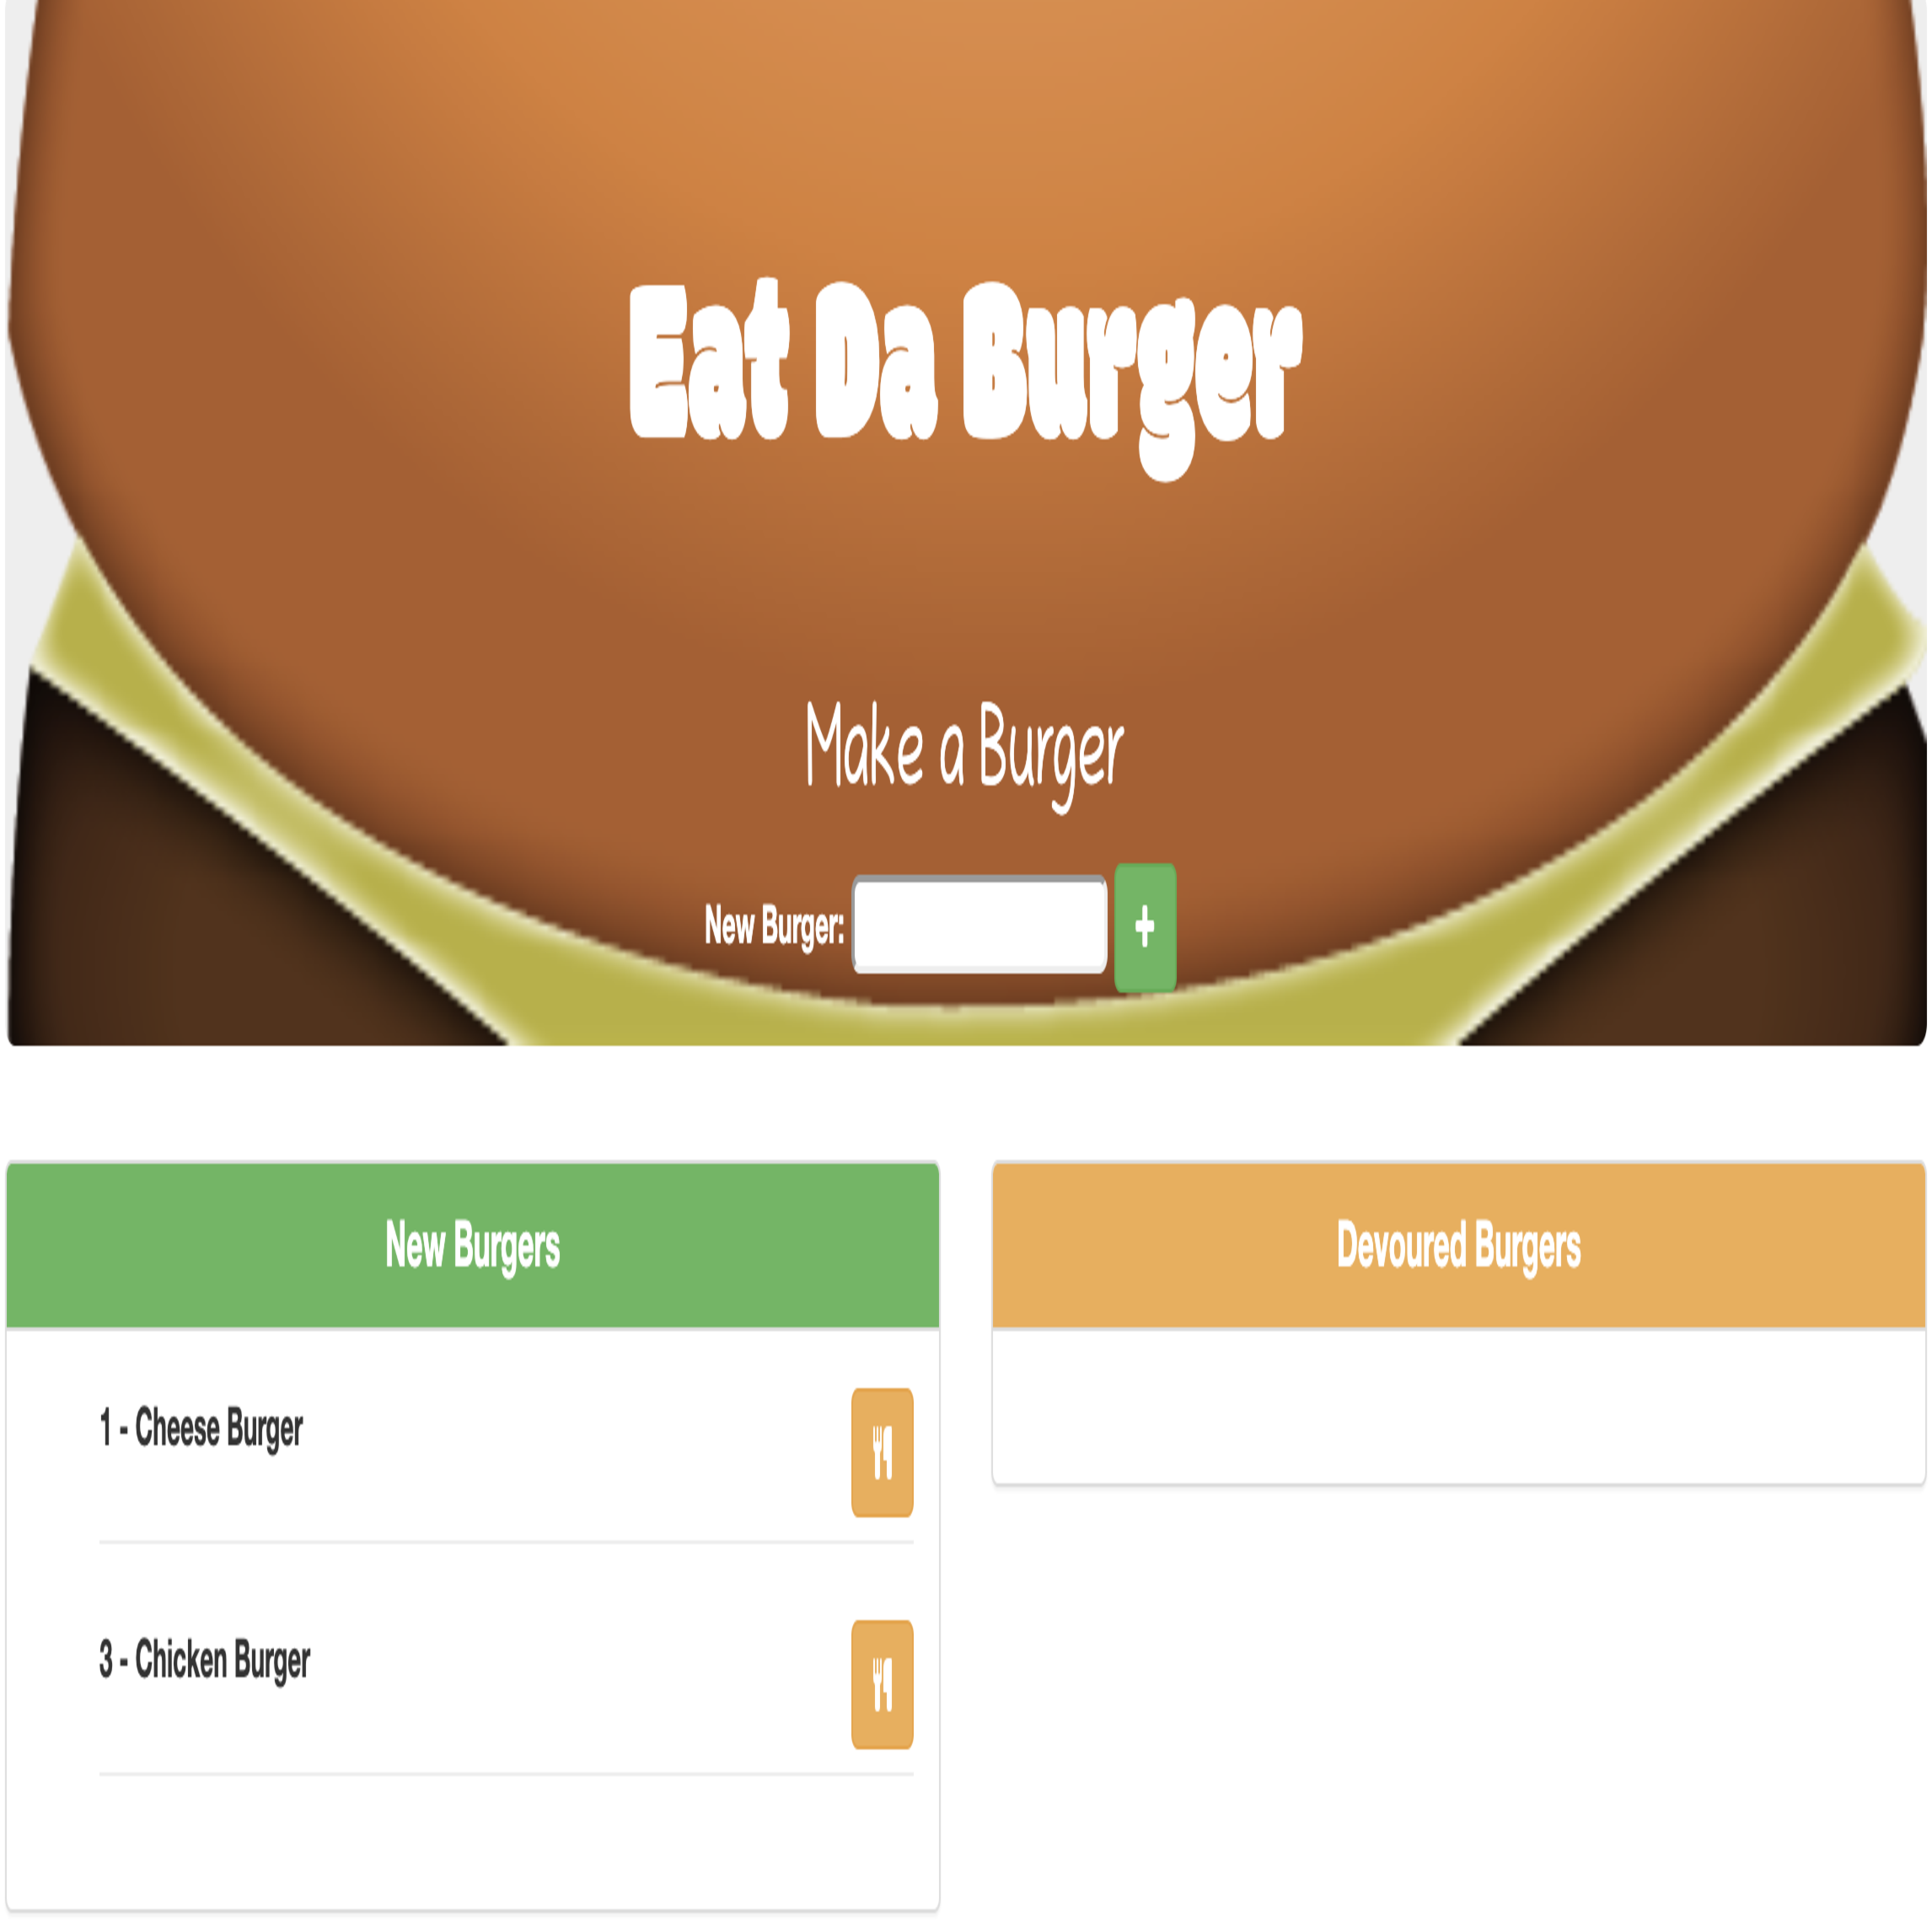 Eat Da Burger
Make a Burger
New Burger:
New Burgers
1 - Cheese Burger
3 - Chicken Burger
Devoured Burgers